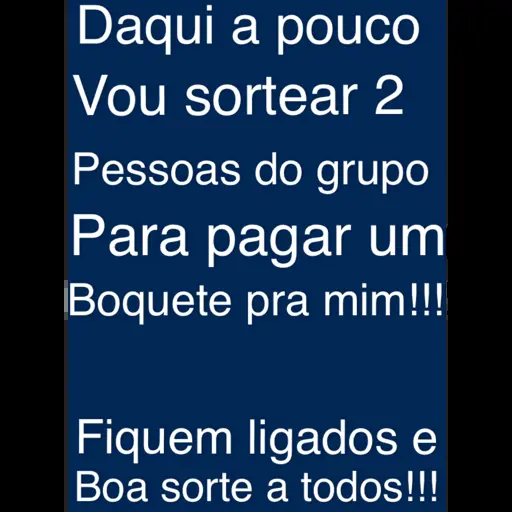 Daqui a pouco
Vou sortear 2
Pessoas do grupo
Para pagar um
Boquete pra mim!!!
Fiquem ligados e
Boa sorte a todos!!!